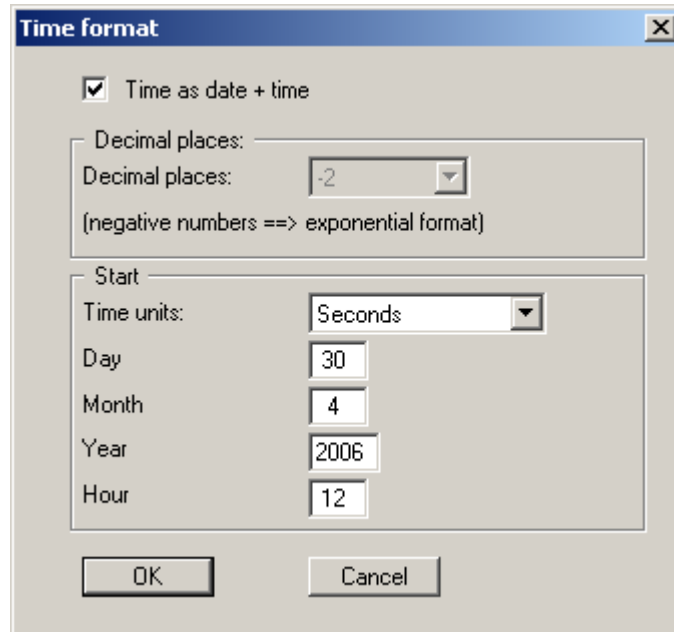 Time format
Time as date + time
Decimal places:
Decimal places: -2
(negative numbers ==> exponential format)
Start
Time units: Seconds
Day 30
Month 4
Year 2006
Hour 12
OK Cancel